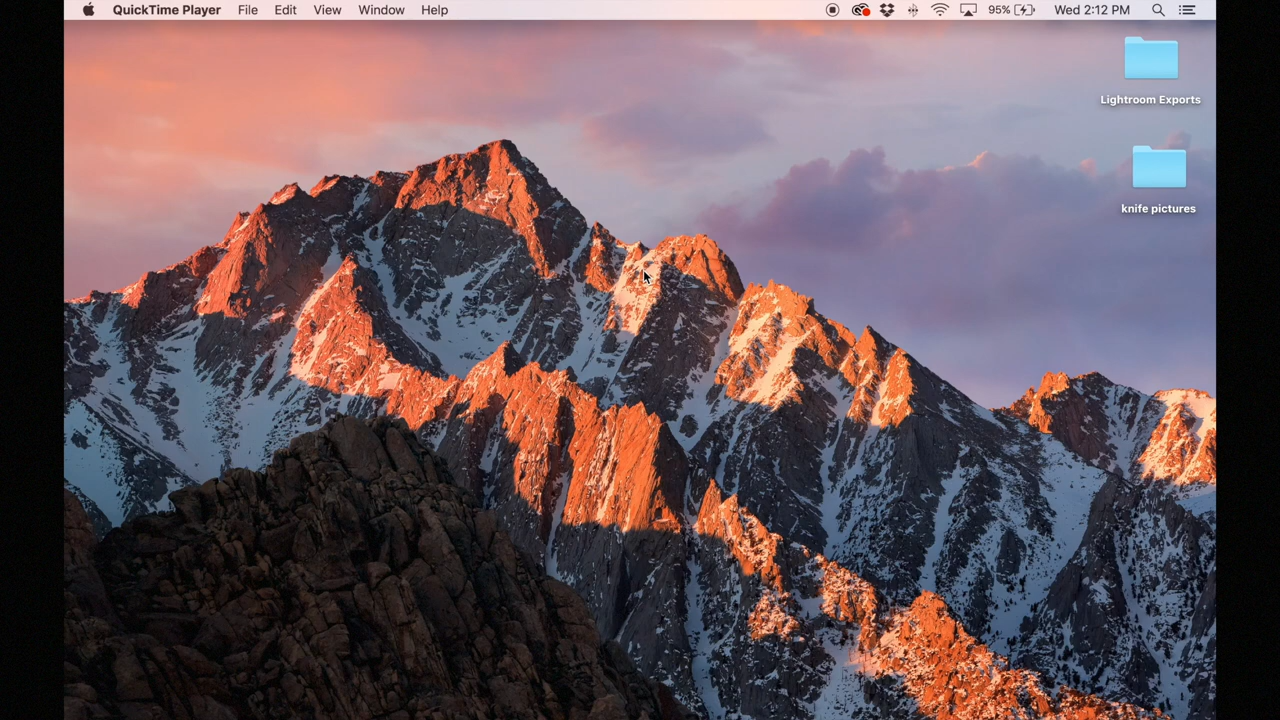 QuickTime Player File Edit View Window Help 95% Wed 2:12 PM
Lightroom Exports
knife pictures